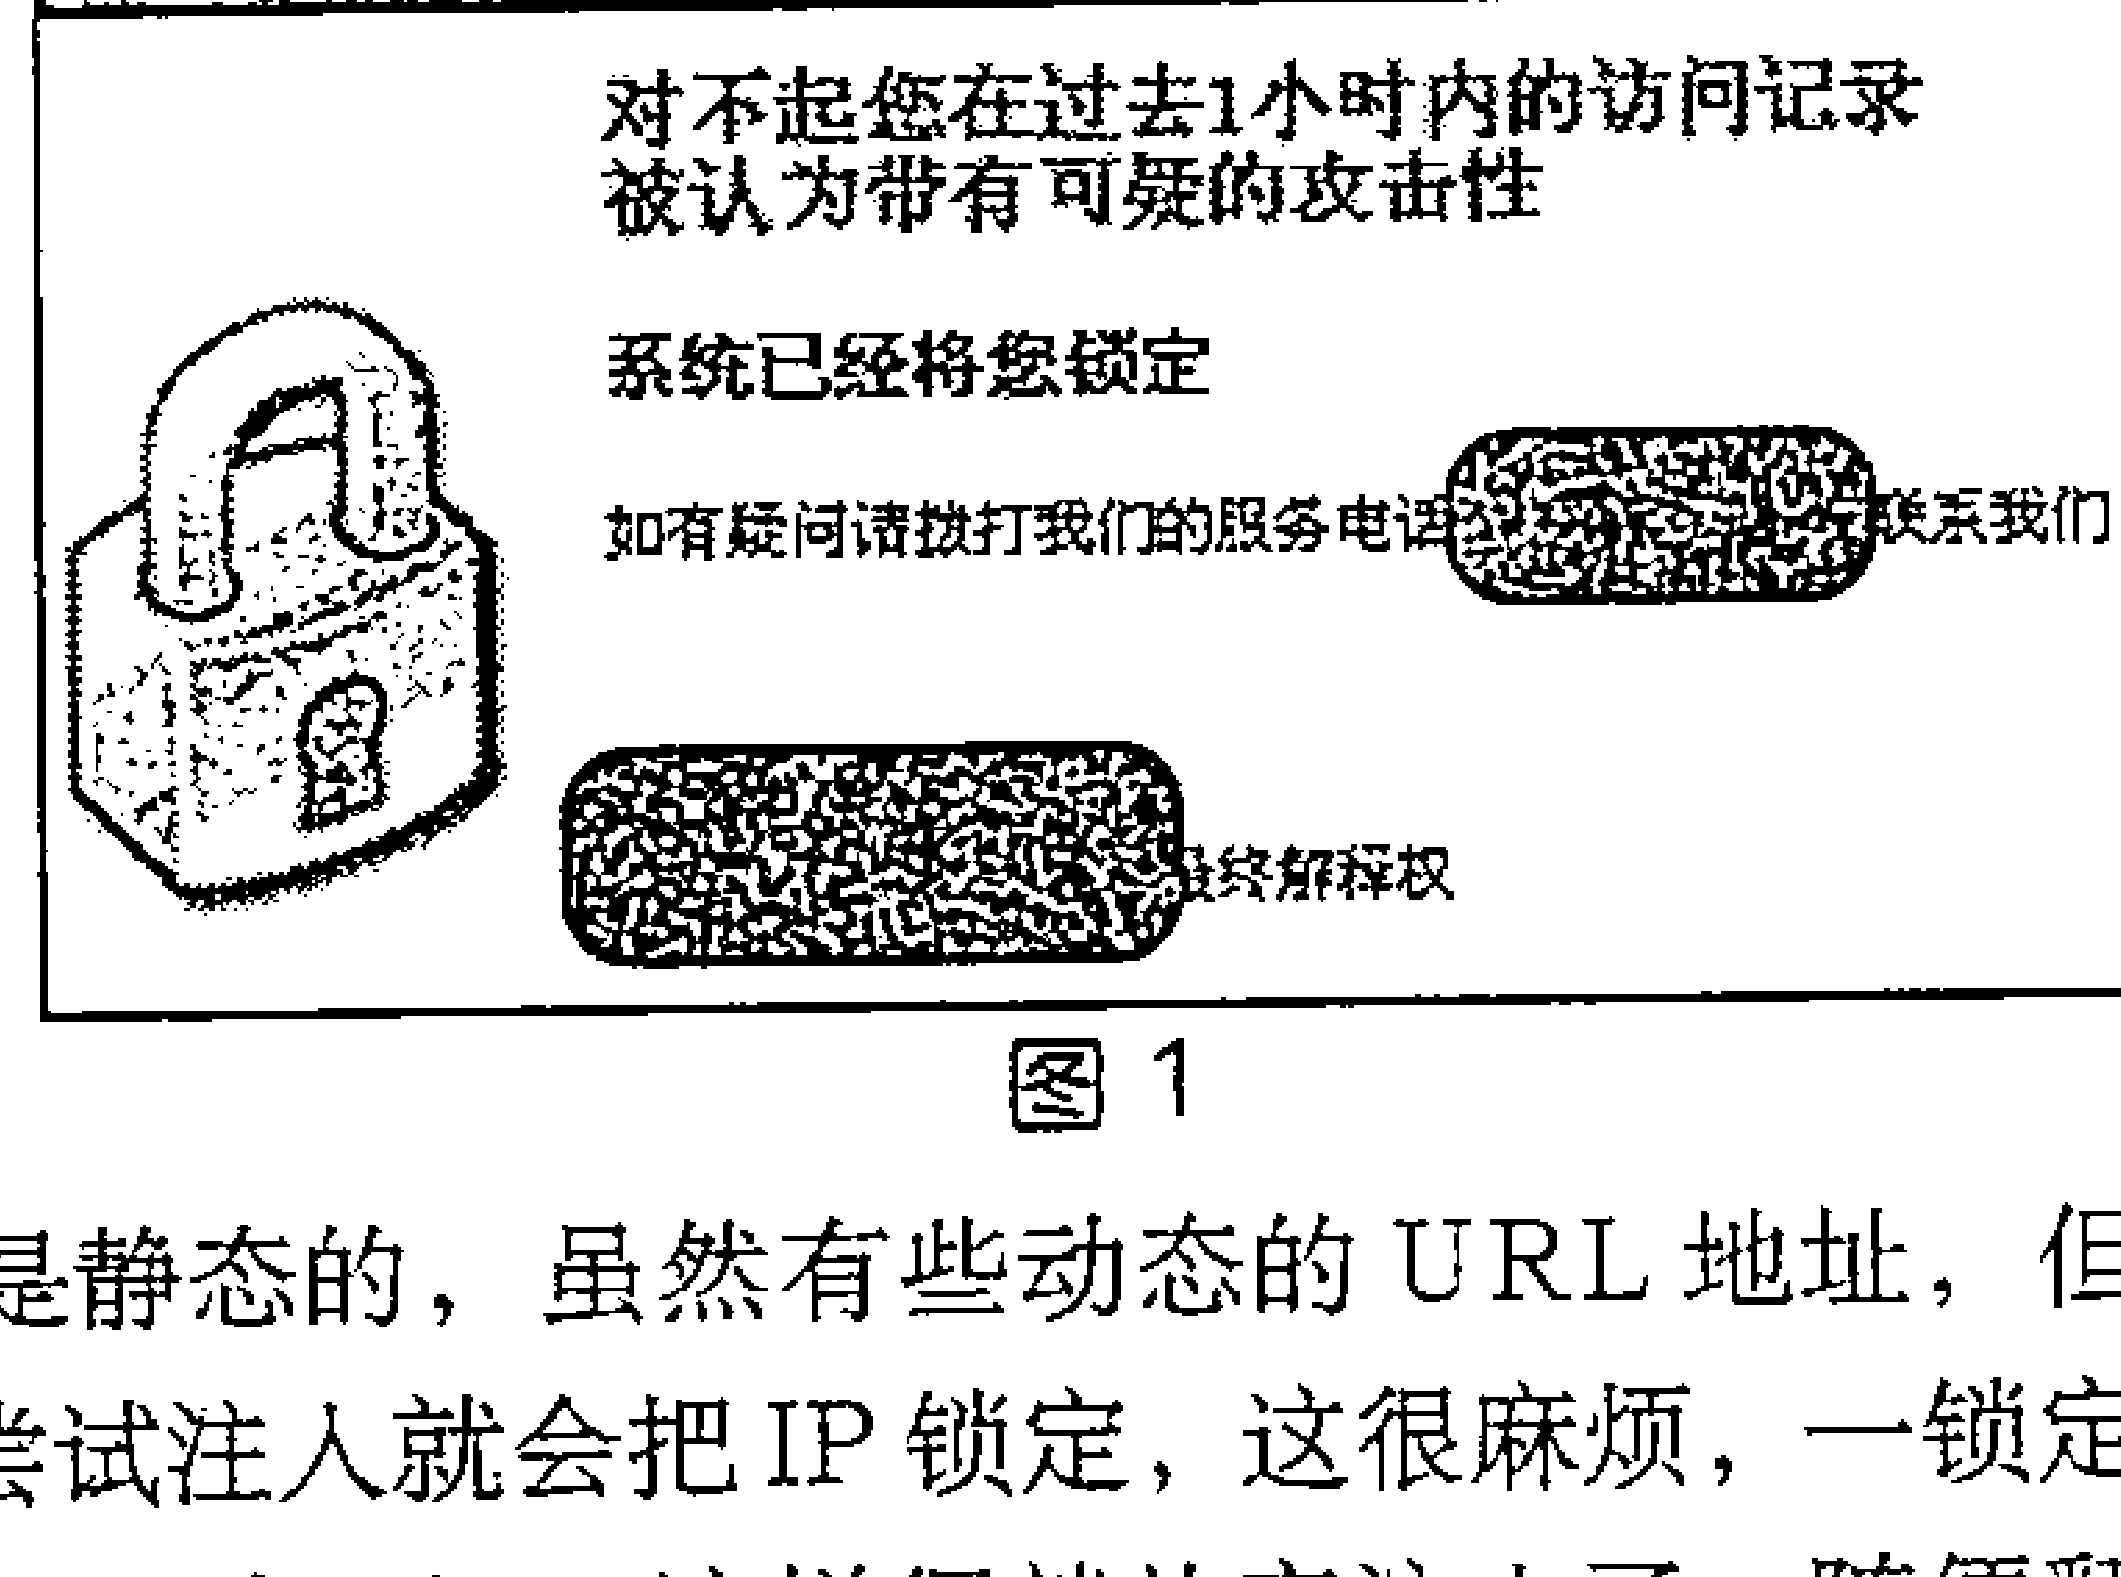 对不起您在过去1小时内的访问记录
被认为带有可疑的攻击性
系统已经将您锁定
如有疑问请拨打我们的服务电话 联系我们
最终解释权
图 1
是静态的，虽然有些动态的 URL 地址，但
尝试注入就会把 IP 锁定，这很麻烦，一锁定